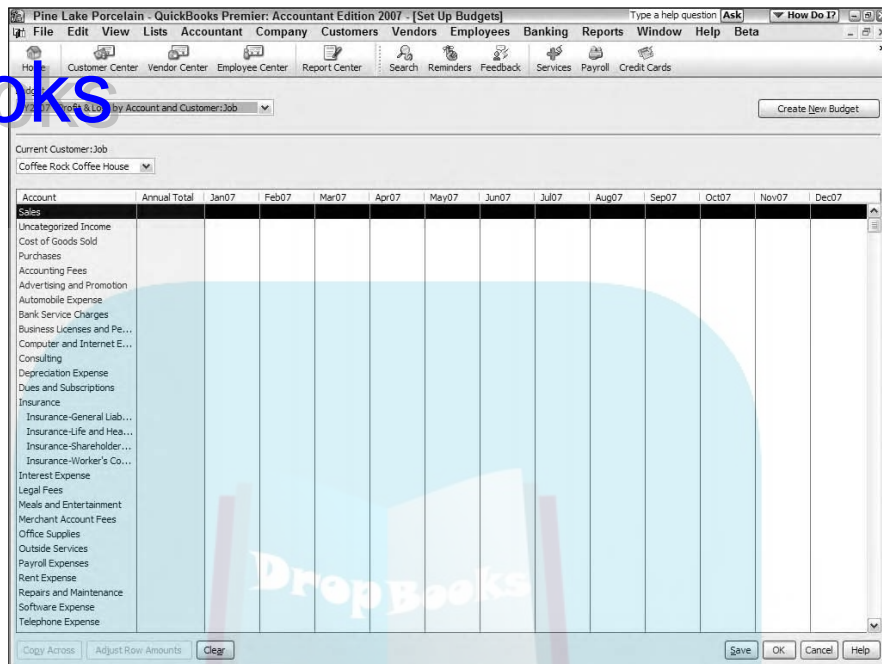 Pine Lake Porcelain - QuickBooks Premier: Accountant Edition 2007 - [Set Up Budgets] Type a help question Ask How Do I?
File Edit View Lists Accountant Company Customers Vendors Employees Banking Reports Window Help Beta
Home Customer Center Vendor Center Employee Center Report Center Search Reminders Feedback Services Payroll Credit Cards
oks
Profit & Loss by Account and Customer:Job
Create New Budget
Current Customer:Job
Coffee Rock Coffee House
Account Annual Total Jan07 Feb07 Mar07 Apr07 May07 Jun07 Jul07 Aug07 Sep07 Oct07 Nov07 Dec07
Sales
Uncategorized Income
Cost of Goods Sold
Purchases
Accounting Fees
Advertising and Promotion
Automobile Expense
Bank Service Charges
Business Licenses and Pe...
Computer and Internet E...
Consulting
Depreciation Expense
Dues and Subscriptions
Insurance
Insurance-General Liab...
Insurance-Life and Hea...
Insurance-Shareholder...
Insurance-Worker's Co...
Interest Expense
Legal Fees
Meals and Entertainment
Merchant Account Fees
Office Supplies
Outside Services
Payroll Expenses
Rent Expense
Repairs and Maintenance
Software Expense
Telephone Expense
DropBooks
Copy Across Adjust Row Amounts Clear Save OK Cancel Help